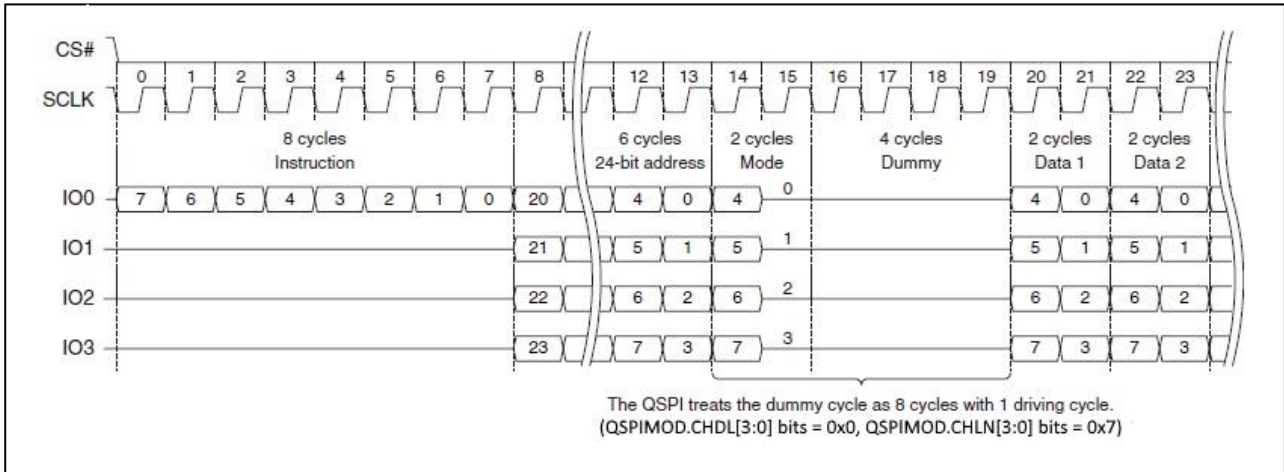 CS#
0 1 2 3 4 5 6 7 8 12 13 14 15 16 17 18 19 20 21 22 23
SCLK
8 cycles 6 cycles 2 cycles 4 cycles 2 cycles 2 cycles
Instruction 24-bit address Mode Dummy Data 1 Data 2
IO0 7 6 5 4 3 2 1 0 20 4 0 4 0 4 0 4 0
IO1 21 5 1 5 1 5 1 5 1
IO2 22 6 2 6 2 6 2 6 2
IO3 23 7 3 7 3 7 3 7 3
The QSPI treats the dummy cycle as 8 cycles with 1 driving cycle.
(QSPIMOD.CHDL[3:0] bits = 0x0, QSPIMOD.CHLN[3:0] bits = 0x7)